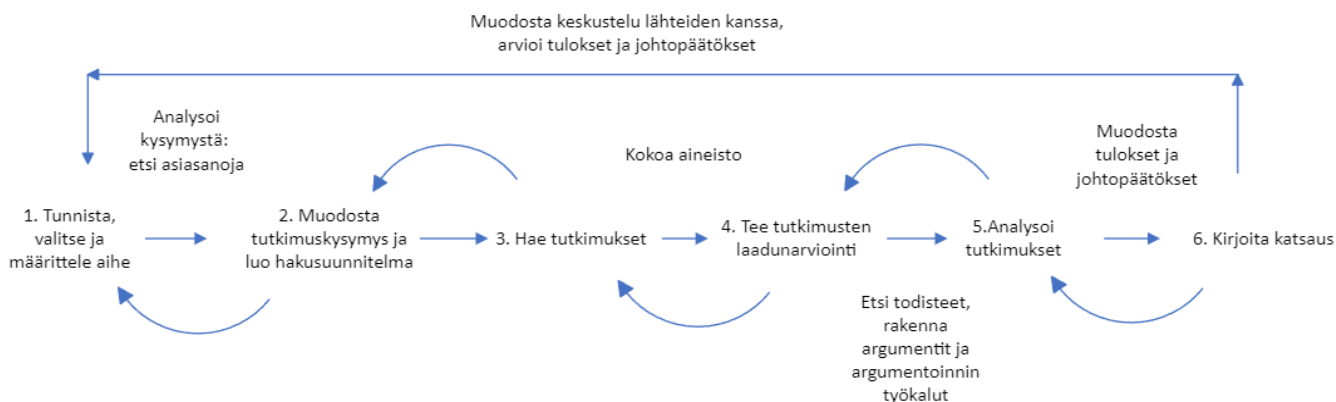 Muodosta keskustelu lähteiden kanssa,
arvioi tulokset ja johtopäätökset
Analysoi
kysymystä:
etsi asiasanoja
Kokoa aineisto
Muodosta
tulokset ja
johtopäätökset
1. Tunnista,
valitse ja
määrittele aihe
2. Muodosta
tutkimuskysymys ja
luo hakusuunnitelma
3. Hae tutkimukset
4. Tee tutkimusten
laadunarviointi
5.Analysoi
tutkimukset
6. Kirjoita katsaus
Etsi todisteet,
rakenna
argumentit ja
argumentoinnin
työkalut